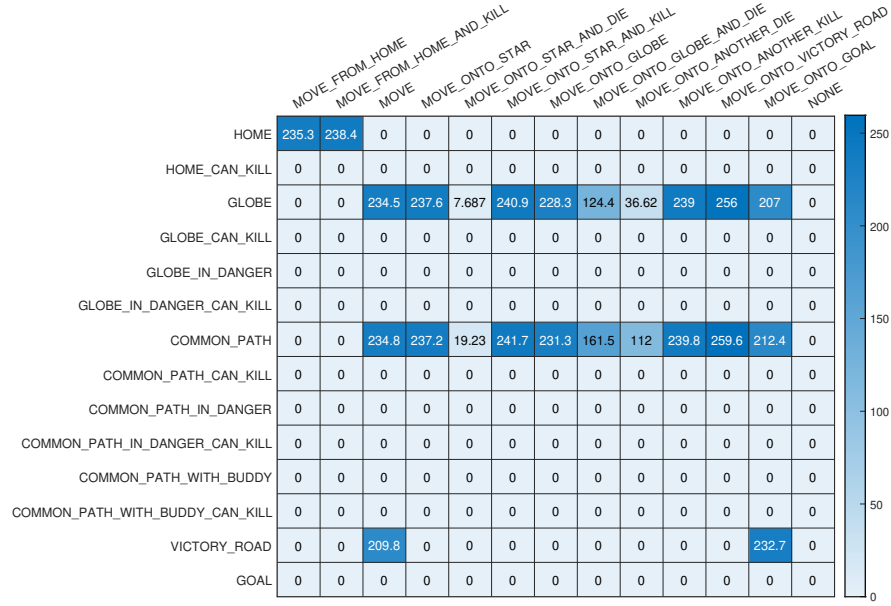 MOVE_FROM_HOME
MOVE_FROM_HOME_AND_KILL
MOVE
MOVE_ONTO_STAR
MOVE_ONTO_STAR_AND_DIE
MOVE_ONTO_STAR_AND_KILL
MOVE_ONTO_GLOBE
MOVE_ONTO_GLOBE_AND_DIE
MOVE_ONTO_ANOTHER_DIE
MOVE_ONTO_ANOTHER_KILL
MOVE_ONTO_VICTORY_ROAD
MOVE_ONTO_GOAL
NONE
HOME 235.3 238.4 0 0 0 0 0 0 0 0 0 0 0
HOME_CAN_KILL 0 0 0 0 0 0 0 0 0 0 0 0 0
GLOBE 0 0 234.5 237.6 7.687 240.9 228.3 124.4 36.62 239 256 207 0
GLOBE_CAN_KILL 0 0 0 0 0 0 0 0 0 0 0 0 0
GLOBE_IN_DANGER 0 0 0 0 0 0 0 0 0 0 0 0 0
GLOBE_IN_DANGER_CAN_KILL 0 0 0 0 0 0 0 0 0 0 0 0 0
COMMON_PATH 0 0 234.8 237.2 19.23 241.7 231.3 161.5 112 239.8 259.6 212.4 0
COMMON_PATH_CAN_KILL 0 0 0 0 0 0 0 0 0 0 0 0 0
COMMON_PATH_IN_DANGER 0 0 0 0 0 0 0 0 0 0 0 0 0
COMMON_PATH_IN_DANGER_CAN_KILL 0 0 0 0 0 0 0 0 0 0 0 0 0
COMMON_PATH_WITH_BUDDY 0 0 0 0 0 0 0 0 0 0 0 0 0
COMMON_PATH_WITH_BUDDY_CAN_KILL 0 0 0 0 0 0 0 0 0 0 0 0 0
VICTORY_ROAD 0 0 209.8 0 0 0 0 0 0 0 0 232.7 0
GOAL 0 0 0 0 0 0 0 0 0 0 0 0 0
250
200
150
100
50
0